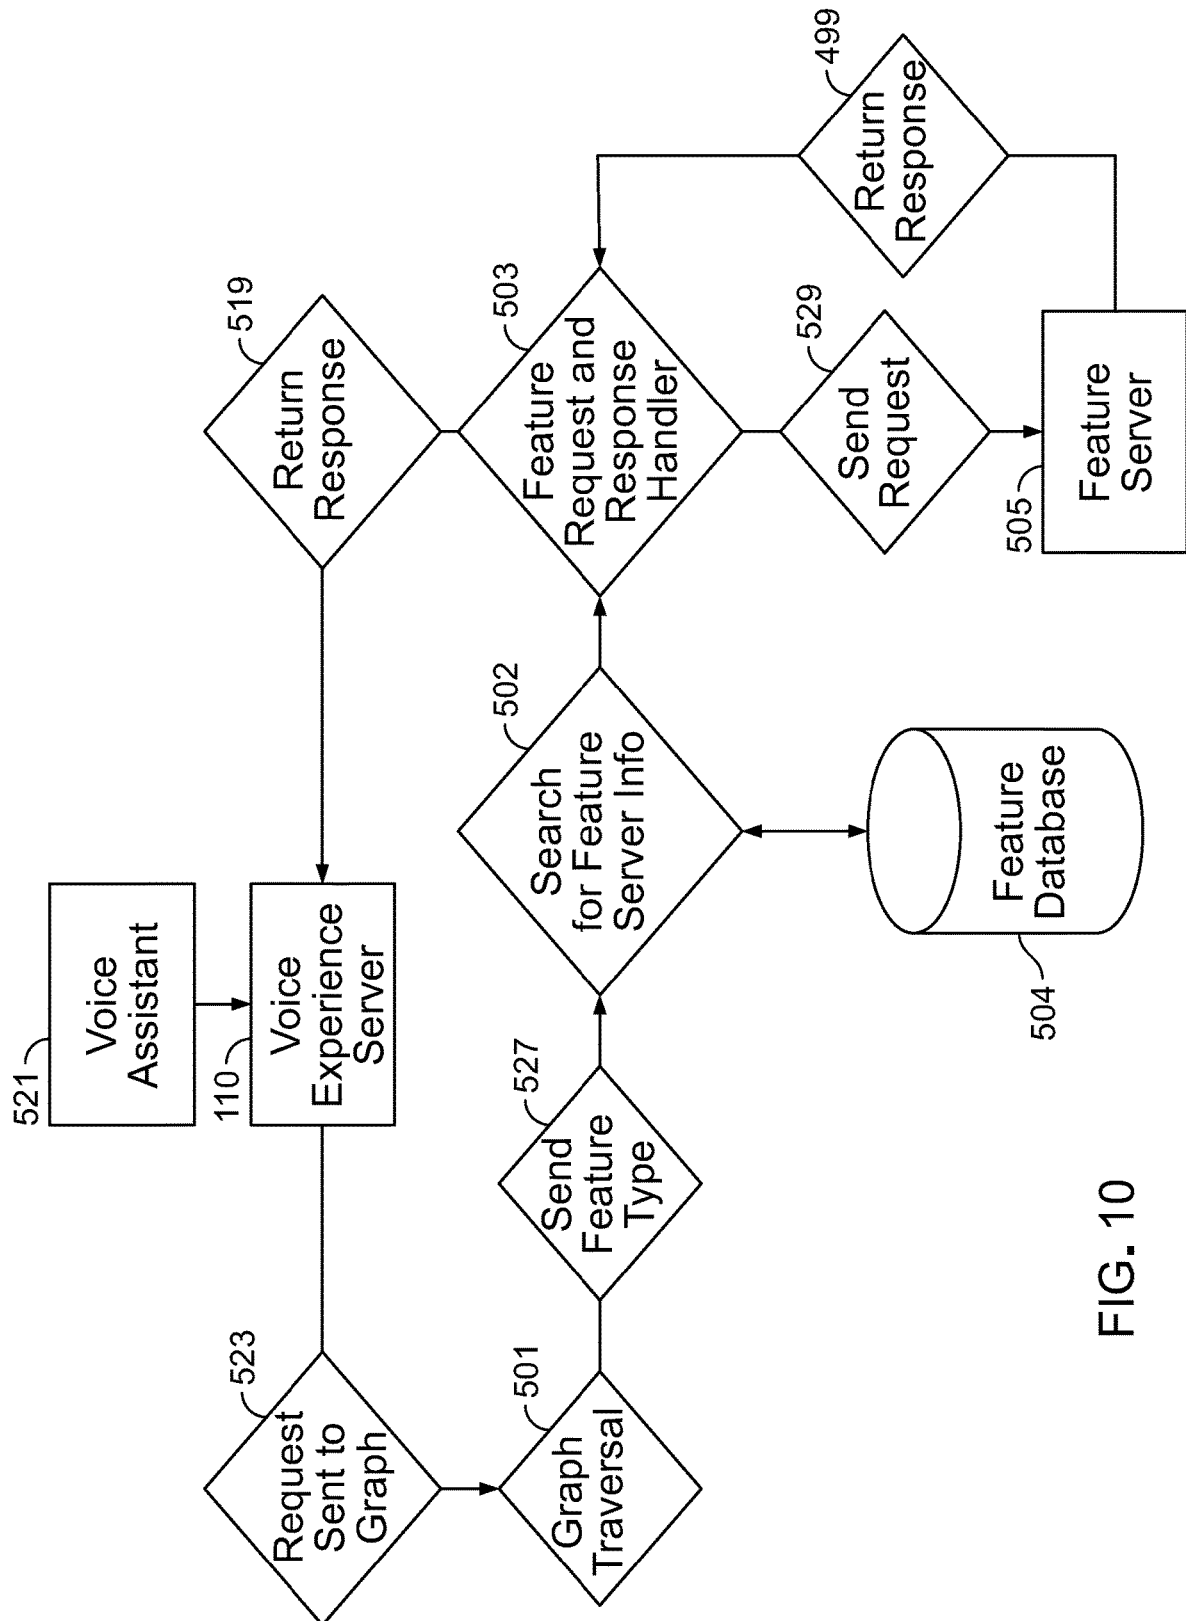 521
Voice
Assistant
110
Voice
Experience
Server
523
Request
Sent to
Graph
519
Return
Response
501
Graph
Traversal
527
Send
Feature
Type
502
Search
for Feature
Server Info
503
Feature
Request and
Response
Handler
504
Feature
Database
529
Send
Request
499
Return
Response
505
Feature
Server
FIG. 10